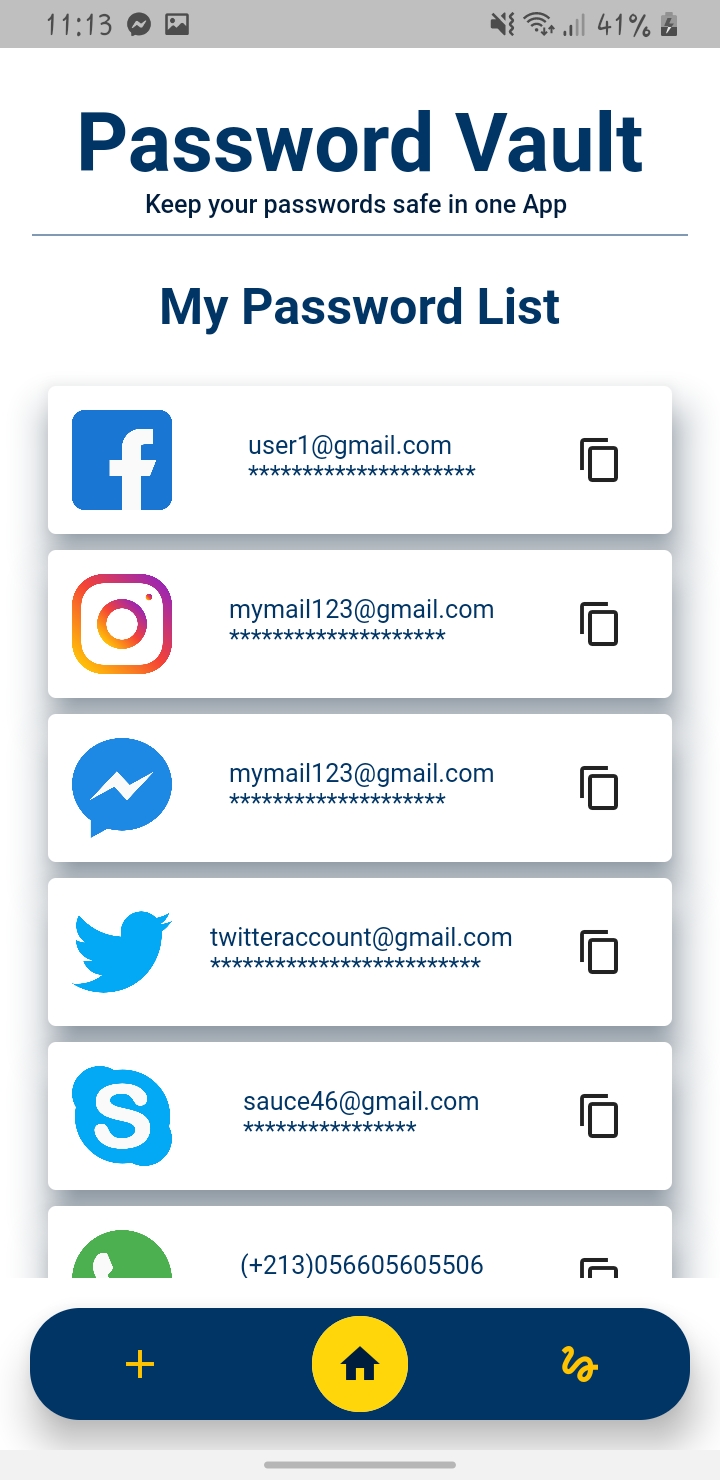 11:13 41%
Password Vault
Keep your passwords safe in one App
My Password List
user1@gmail.com
*********************
mymail123@gmail.com
********************
mymail123@gmail.com
********************
twitteraccount@gmail.com
*************************
sauce46@gmail.com
****************
(+213)056605605506